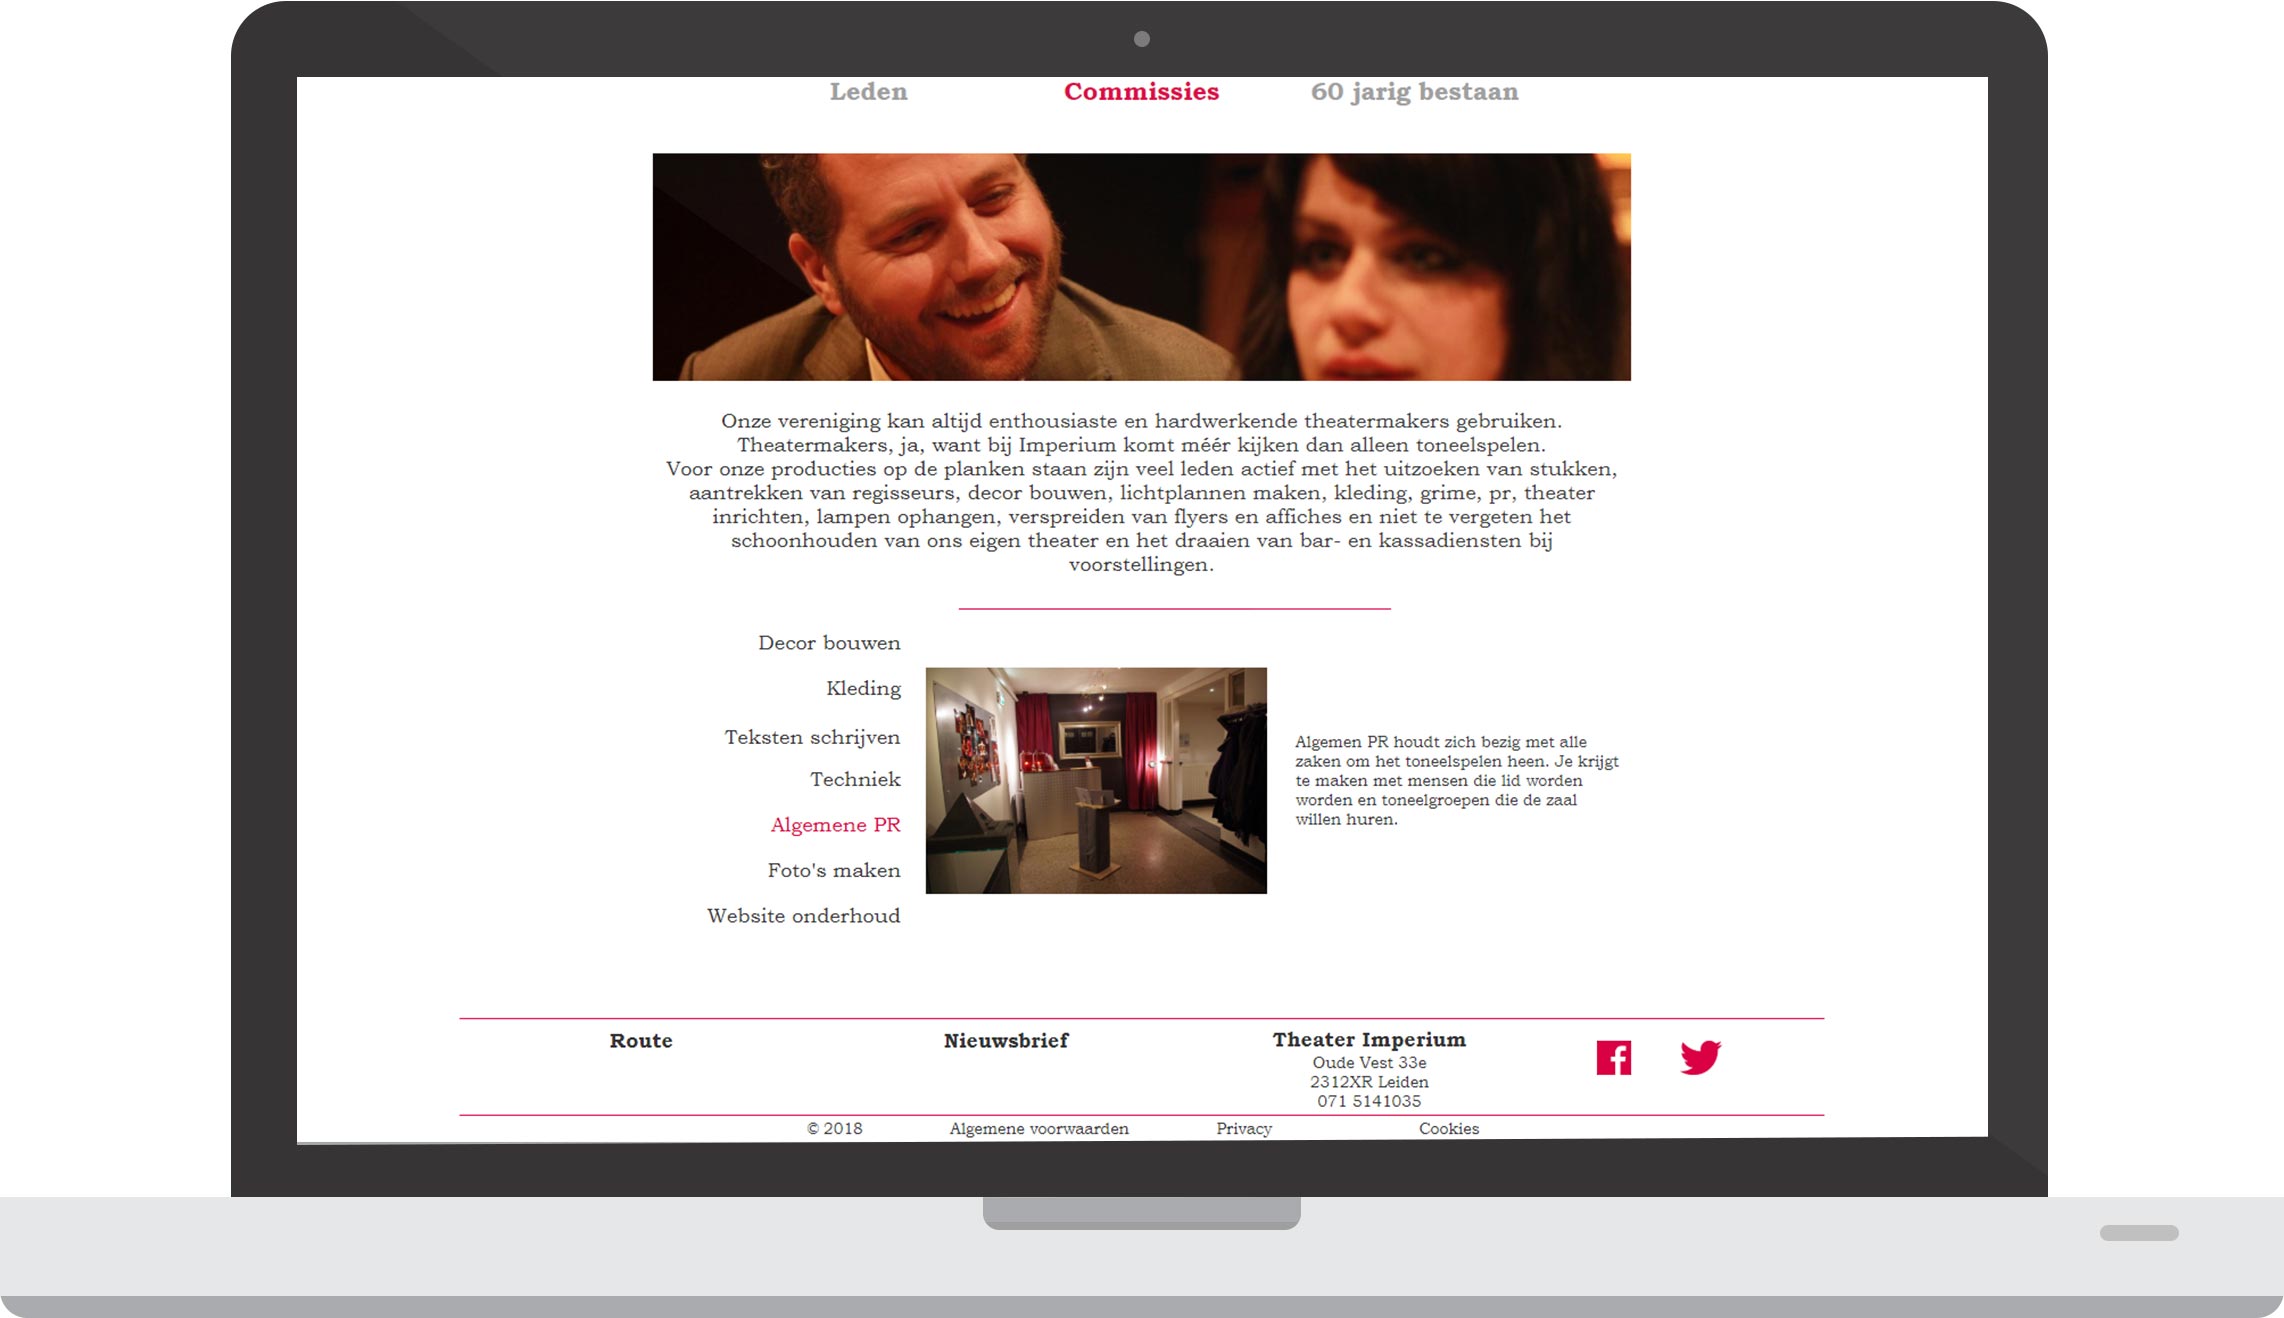 Leden
Commissies
60 jarig bestaan
Onze vereniging kan altijd enthousiaste en hardwerkende theatermakers gebruiken.
Theatermakers, ja, want bij Imperium komt méér kijken dan alleen toneelspelen.
Voor onze producties op de planken staan zijn veel leden actief met het uitzoeken van stukken,
aantrekken van regisseurs, decor bouwen, lichtplannen maken, kleding, grime, pr, theater
inrichten, lampen ophangen, verspreiden van flyers en affiches en niet te vergeten het
schoonhouden van ons eigen theater en het draaien van bar- en kassadiensten bij
voorstellingen.
Decor bouwen
Kleding
Teksten schrijven
Techniek
Algemene PR
Foto's maken
Website onderhoud
Algemen PR houdt zich bezig met alle
zaken om het toneelspelen heen. Je krijgt
te maken met mensen die lid worden
worden en toneelgroepen die de zaal
willen huren.
Route
Nieuwsbrief
Theater Imperium
Oude Vest 33e
2312XR Leiden
071 5141035
© 2018
Algemene voorwaarden
Privacy
Cookies